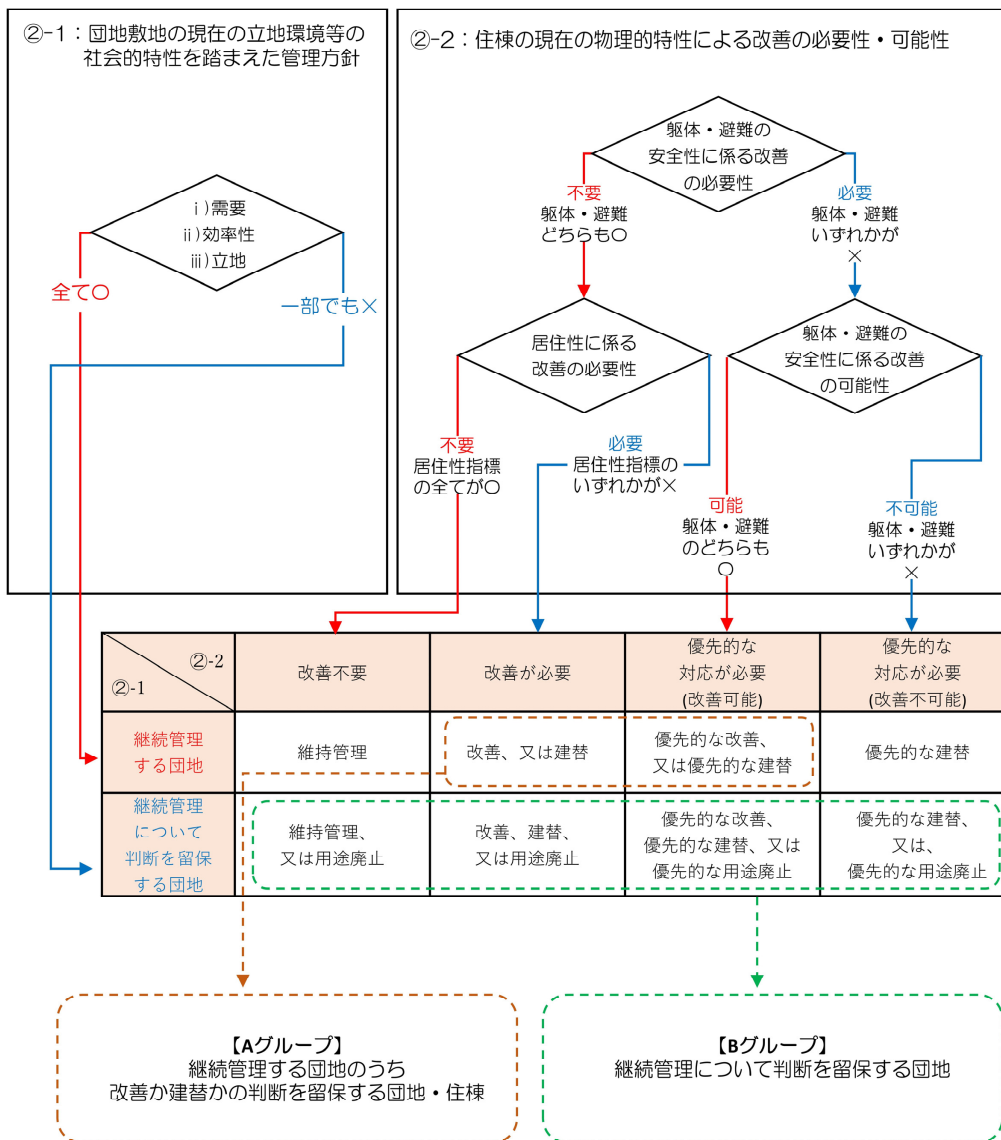 ②-1：団地敷地の現在の立地環境等の
社会的特性を踏まえた管理方針
ⅰ)需要
ⅱ)効率性
ⅲ)立地
全て〇
一部でも×
②-2：住棟の現在の物理的特性による改善の必要性・可能性
躯体・避難の
安全性に係る改善
の必要性
不要
躯体・避難
どちらも〇
必要
躯体・避難
いずれかが
×
居住性に係る
改善の必要性
躯体・避難の
安全性に係る改善
の可能性
不要
居住性指標
の全てが〇
必要
居住性指標の
いずれかが×
可能
躯体・避難
のどちらも
〇
不可能
躯体・避難
いずれかが
×
②-2
②-1
改善不要
改善が必要
優先的な
対応が必要
(改善可能)
優先的な
対応が必要
(改善不可能)
継続管理
する団地
維持管理
改善、又は建替
優先的な改善、
又は優先的な建替
優先的な建替
継続管理
について
判断を留保
する団地
維持管理、
又は用途廃止
改善、建替、
又は用途廃止
優先的な改善、
優先的な建替、又は
優先的な用途廃止
優先的な建替、
又は、
優先的な用途廃止
【Aグループ】
継続管理する団地のうち
改善か建替かの判断を留保する団地・住棟
【Bグループ】
継続管理について判断を留保する団地